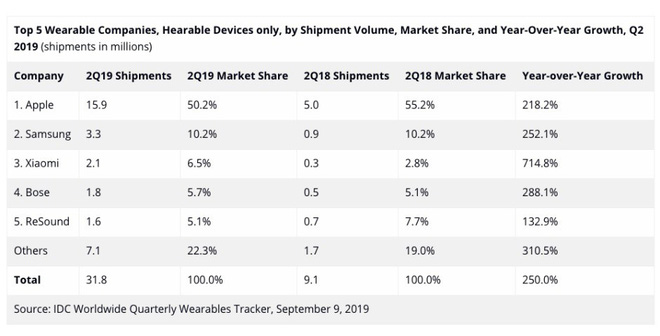 Top 5 Wearable Companies, Hearable Devices only, by Shipment Volume, Market Share, and Year-Over-Year Growth, Q2
2019 (shipments in millions)
Company 2Q19 Shipments 2Q19 Market Share 2Q18 Shipments 2Q18 Market Share Year-over-Year Growth
1. Apple 15.9 50.2% 5.0 55.2% 218.2%
2. Samsung 3.3 10.2% 0.9 10.2% 252.1%
3. Xiaomi 2.1 6.5% 0.3 2.8% 714.8%
4. Bose 1.8 5.7% 0.5 5.1% 288.1%
5. ReSound 1.6 5.1% 0.7 7.7% 132.9%
Others 7.1 22.3% 1.7 19.0% 310.5%
Total 31.8 100.0% 9.1 100.0% 250.0%
Source: IDC Worldwide Quarterly Wearables Tracker, September 9, 2019